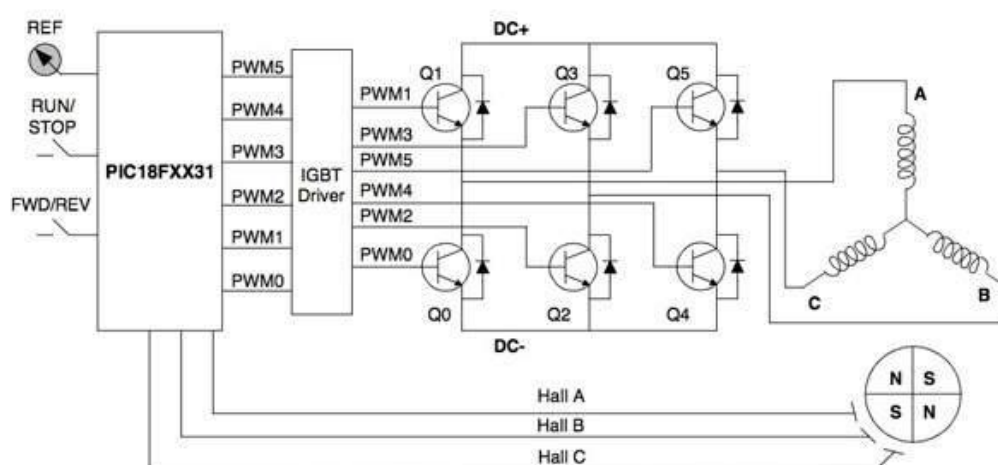 REF
DC+
PWM5
Q1
Q3
Q5
PWM1
A
RUN/
STOP
PWM4
PWM3
PIC18FXX31
PWM3
IGBT
Driver
PWM5
PWM4
FWD/REV
PWM2
PWM2
PWM1
PWM0
C
B
PWM0
Q0
Q2
Q4
DC-
Hall A
N S
S N
Hall B
Hall C